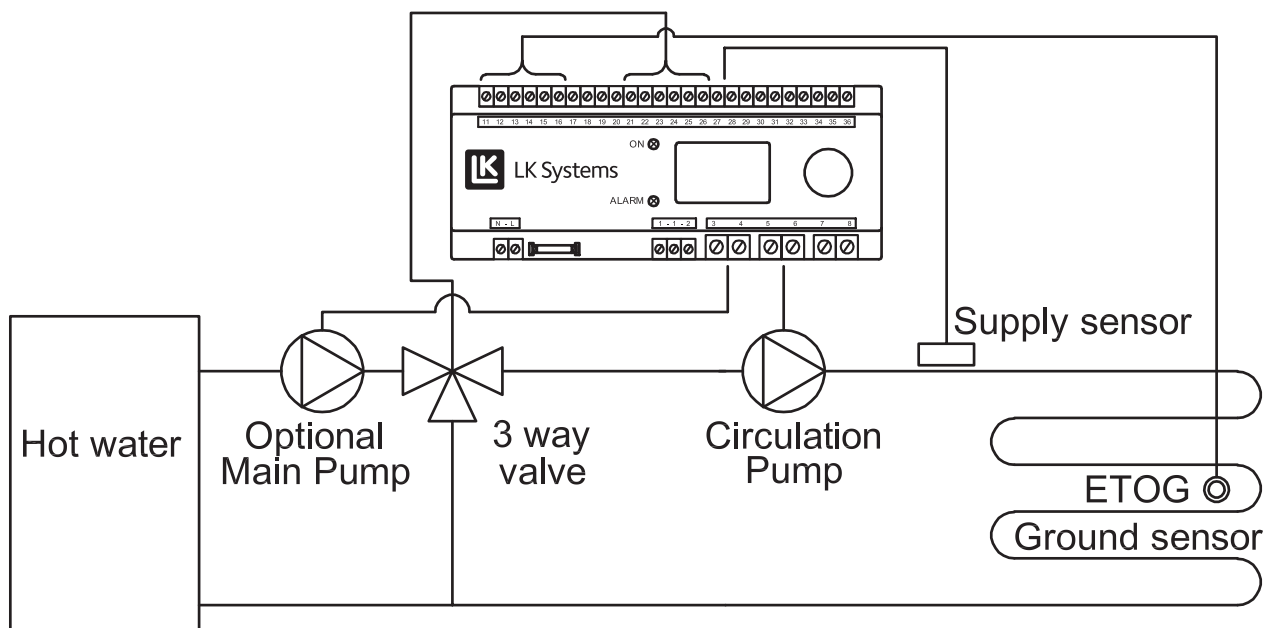 11 12 13 14 15 16 17 18 19 20 21 22 23 24 25 26 27 28 29 30 31 32 33 34 35 36
ON
LK LK Systems
ALARM
N - L
1 - 1 - 2
3 4 5 6 7 8
Supply sensor
Hot water
Optional
Main Pump
3 way
valve
Circulation
Pump
ETOG
Ground sensor